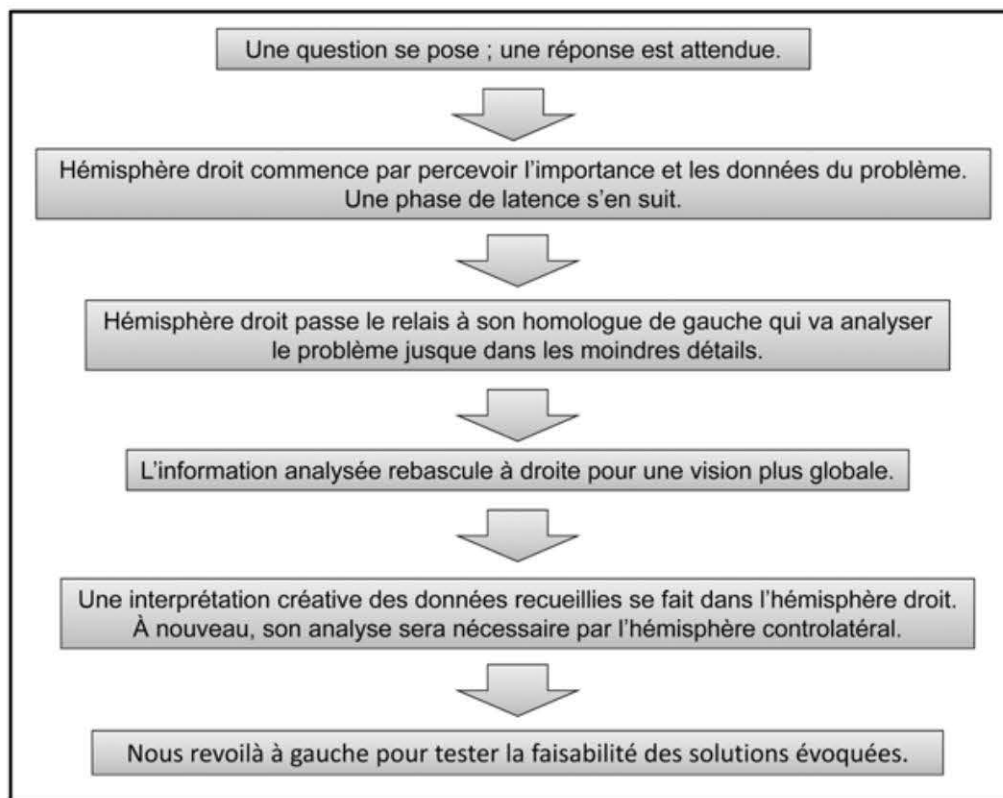 Une question se pose ; une réponse est attendue.
Hémisphère droit commence par percevoir l’importance et les données du problème.
Une phase de latence s’en suit.
Hémisphère droit passe le relais à son homologue de gauche qui va analyser
le problème jusque dans les moindres détails.
L’information analysée rebascule à droite pour une vision plus globale.
Une interprétation créative des données recueillies se fait dans l’hémisphère droit.
À nouveau, son analyse sera nécessaire par l’hémisphère controlatéral.
Nous revoilà à gauche pour tester la faisabilité des solutions évoquées.